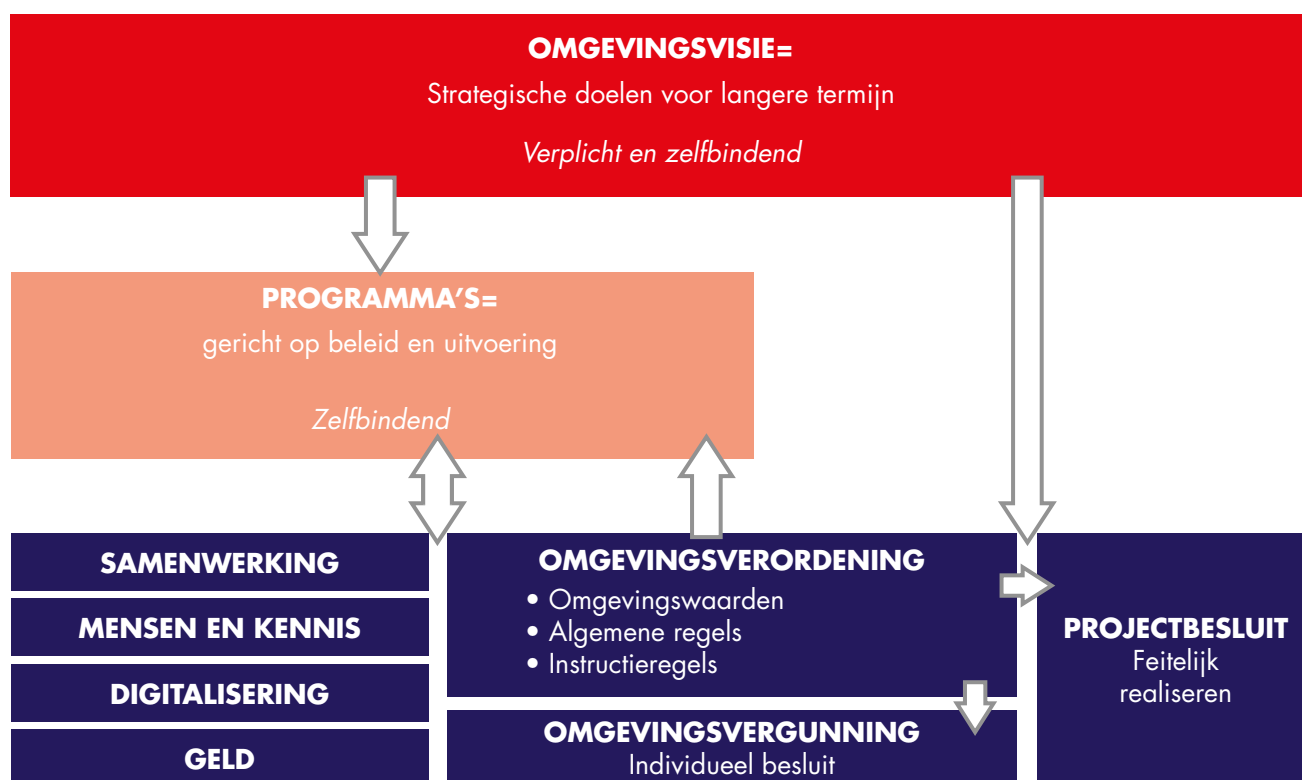 OMGEVINGSVISIE=
Strategische doelen voor langere termijn
Verplicht en zelfbindend
PROGRAMMA’S=
gericht op beleid en uitvoering
Zelfbindend
SAMENWERKING
MENSEN EN KENNIS
DIGITALISERING
GELD
OMGEVINGSVERORDENING
• Omgevingswaarden
• Algemene regels
• Instructieregels
OMGEVINGSVERGUNNING
Individueel besluit
PROJECTBESLUIT
Feitelijk
realiseren